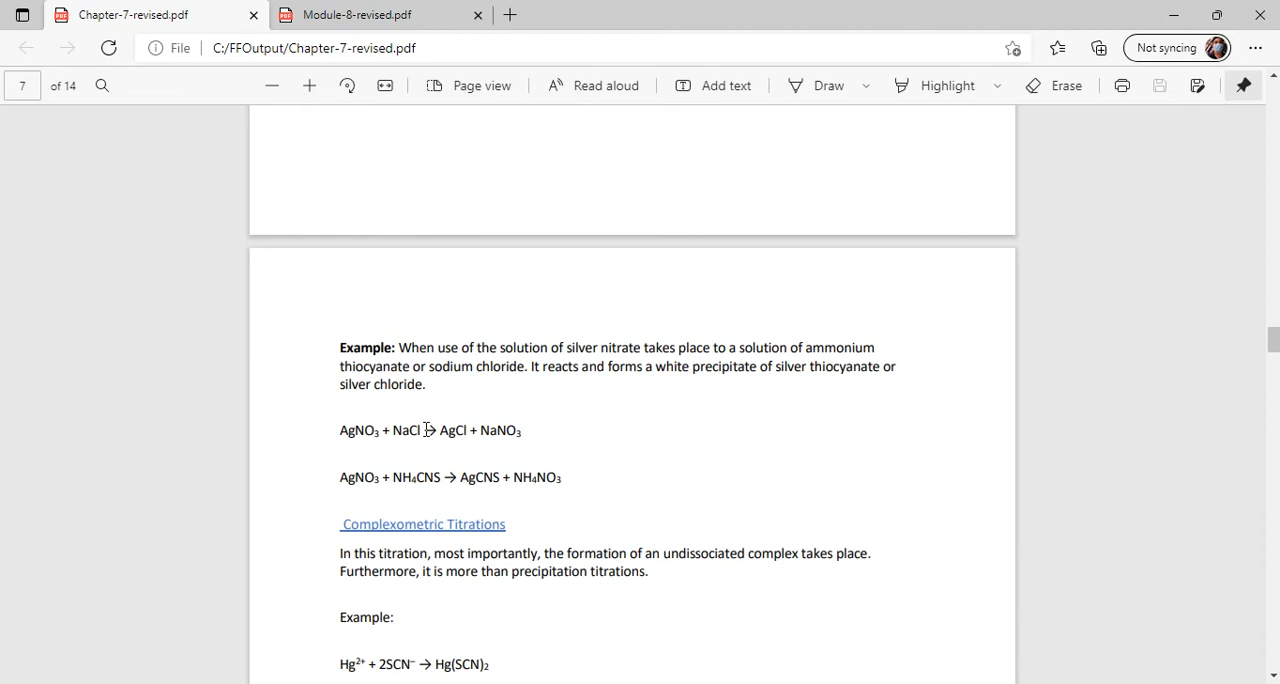 Chapter-7-revised.pdf
Module-8-revised.pdf
File
C:/FFOutput/Chapter-7-revised.pdf
Not syncing
7 of 14
Page view
Read aloud
Add text
Draw
Highlight
Erase
Example: When use of the solution of silver nitrate takes place to a solution of ammonium
thiocyanate or sodium chloride. It reacts and forms a white precipitate of silver thiocyanate or
silver chloride.
AgNO₃ + NaCl → AgCl + NaNO₃
AgNO₃ + NH₄CNS → AgCNS + NH₄NO₃
Complexometric Titrations
In this titration, most importantly, the formation of an undissociated complex takes place.
Furthermore, it is more than precipitation titrations.
Example:
Hg²⁺ + 2SCN⁻ → Hg(SCN)₂